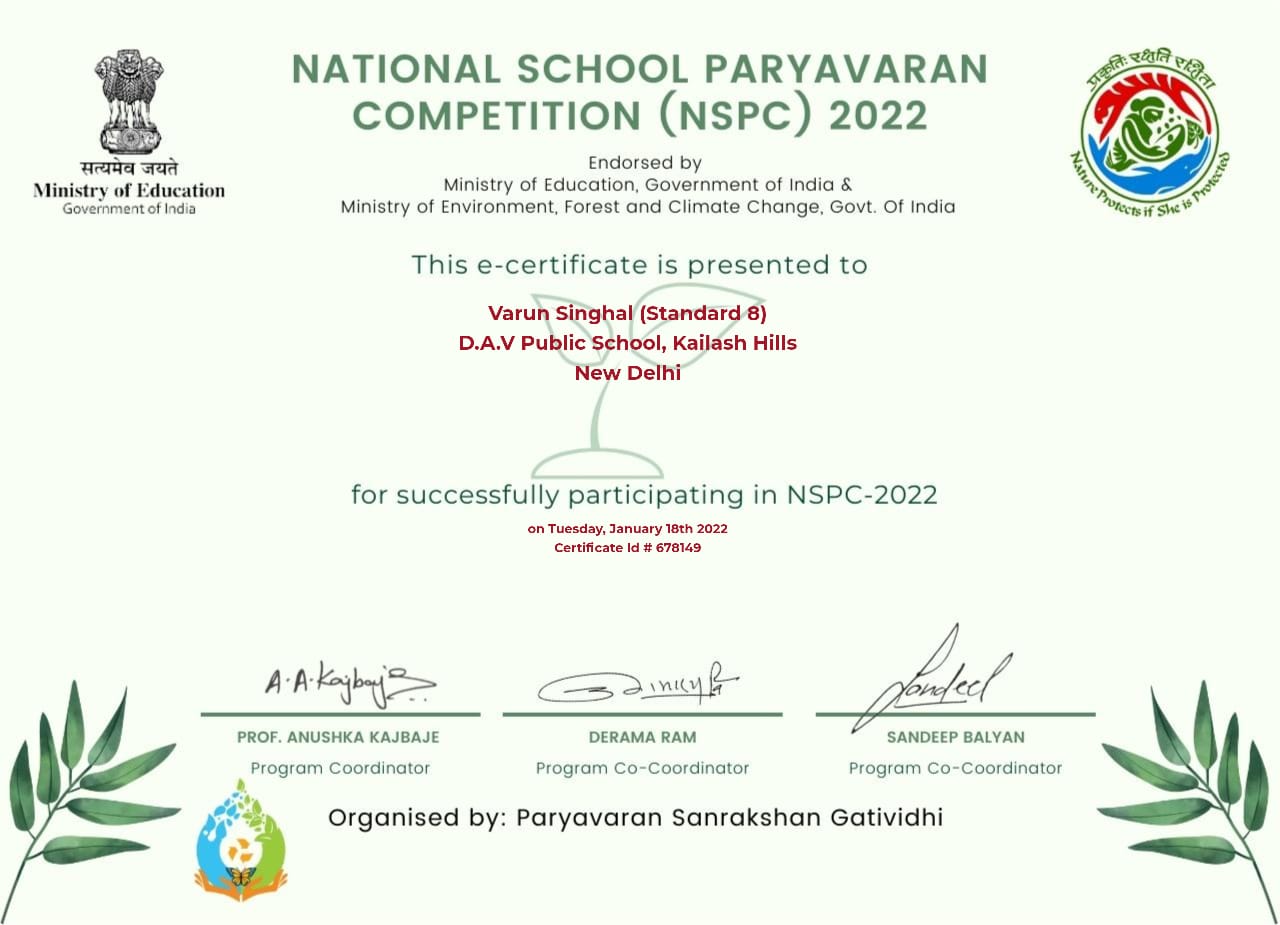 NATIONAL SCHOOL PARYAVARAN
COMPETITION (NSPC) 2022
सत्यमेव जयते
Ministry of Education
Government of India
प्रकृतिः रक्षति रक्षिता
Nature Protects if She is Protected
Endorsed by
Ministry of Education, Government of India &
Ministry of Environment, Forest and Climate Change, Govt. Of India
This e-certificate is presented to
Varun Singhal (Standard 8)
D.A.V Public School, Kailash Hills
New Delhi
for successfully participating in NSPC-2022
on Tuesday, January 18th 2022
Certificate Id # 678149
A.A.Kajbaje
Sandeep
PROF. ANUSHKA KAJBAJE
Program Coordinator
DERAMA RAM
Program Co-Coordinator
SANDEEP BALYAN
Program Co-Coordinator
Organised by: Paryavaran Sanrakshan Gatividhi